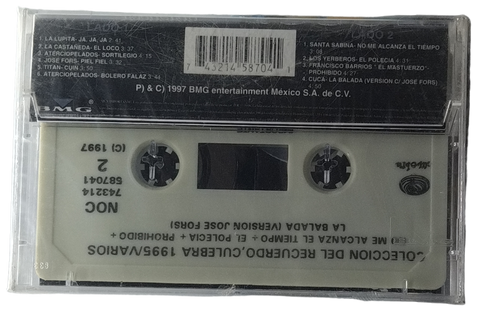 LADO 1
1. LA LUPITA- JA, JA, JA 2:41
2. LA CASTAÑEDA- EL LOCO 3:37
3. ATERCIOPELADOS- SORTILEGIO 4:15
4. JOSE FORS- PIEL FIEL
5. TITAN- CUIN 3:50
6. ATERCIOPELADOS- BOLERO FALAZ 3:44
BMG
7 43214 58704 1
LADO 2
1. SANTA SABINA- NO ME ALCANZA EL TIEMPO
2. LOS YERBEROS- EL POLECIA
3. FRANCISCO BARRIOS " EL MASTUERZO"-
PROHIBIDO 4:27
4. CUCA- LA BALADA (VERSION C/ JOSE FORS)
P) & C) 1997 BMG entertainment México S.A. de C.V.
COLECCION DEL RECUERDO,CULEBRA 1995/VARIOS
ME ALCANZA EL TIEMPO + EL POLECIA + PROHIBIDO +
LA BALADA (VERSION JOSE FORS)
NOC
743214
587041
2
(C) 1997